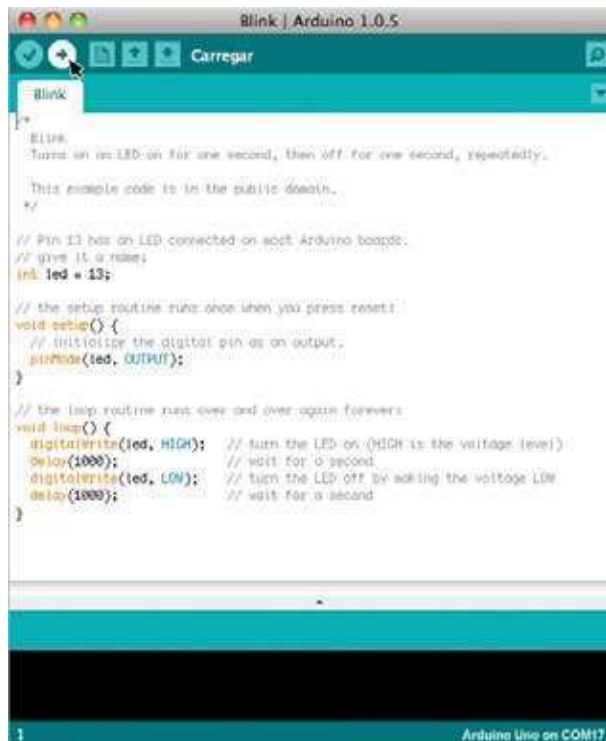 Blink | Arduino 1.0.5
Carregar
Blink
/*
Blink
Turns on an LED on for one second, then off for one second, repeatedly.
This example code is in the public domain.
*/
// Pin 13 has an LED connected on most Arduino boards.
// give it a name:
int led = 13;
// the setup routine runs once when you press reset:
void setup() {
// initialize the digital pin as an output.
pinMode(led, OUTPUT);
}
// the loop routine runs over and over again forever:
void loop() {
digitalWrite(led, HIGH); // turn the LED on (HIGH is the voltage level)
delay(1000); // wait for a second
digitalWrite(led, LOW); // turn the LED off by making the voltage LOW
delay(1000); // wait for a second
}
1 Arduino Uno on COM17